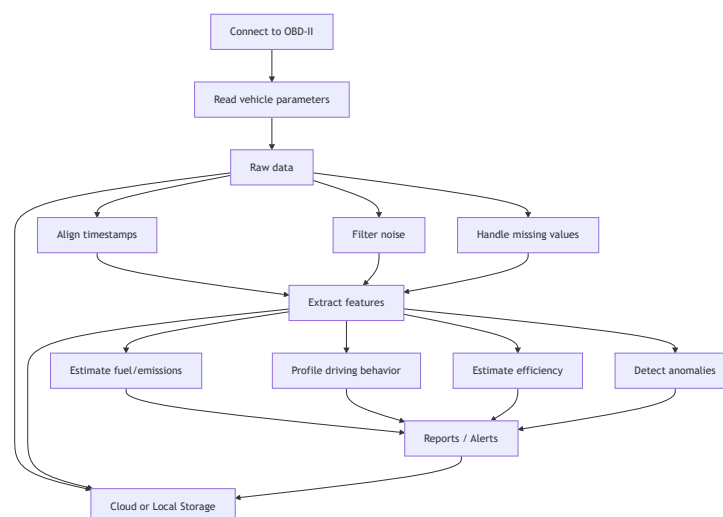 Connect to OBD-II
Read vehicle parameters
Raw data
Align timestamps
Filter noise
Handle missing values
Extract features
Estimate fuel/emissions
Profile driving behavior
Estimate efficiency
Detect anomalies
Reports / Alerts
Cloud or Local Storage